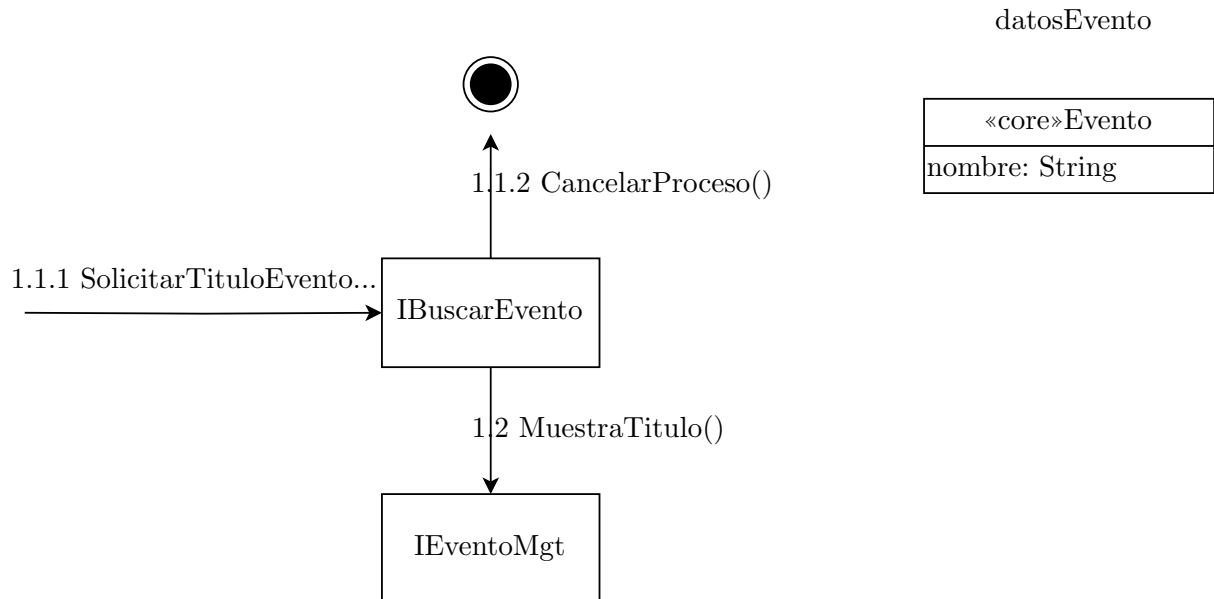 datosEvento
«core»Evento
nombre: String
1.1.2 CancelarProceso()
1.1.1 SolicitarTituloEvento...
IBuscarEvento
1.2 MuestraTitulo()
IEventoMgt